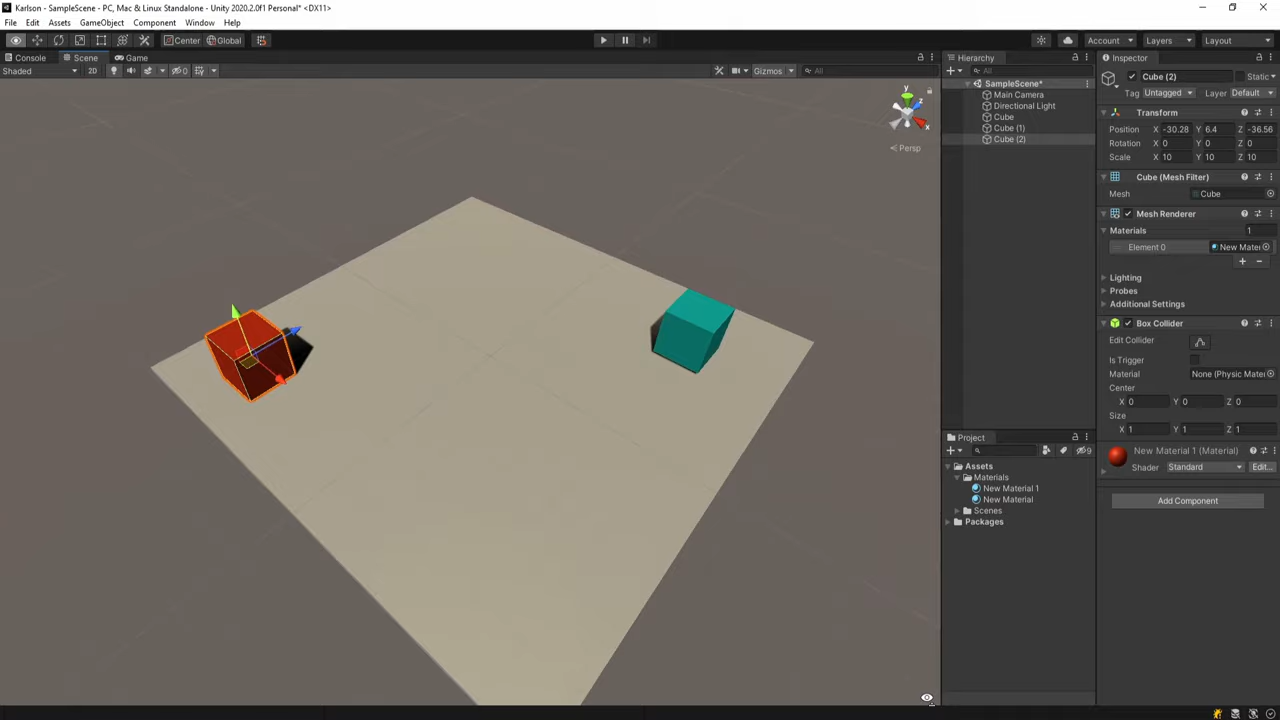 Karlson - SampleScene - PC, Mac & Linux Standalone - Unity 2020.2.0f1 Personal* <DX11>
File Edit Assets GameObject Component Window Help
Center Global Account Layers Layout
Console Scene Game
Shaded 2D 0 Gizmos All
y
z
x
Persp
Hierarchy
All
SampleScene*
Main Camera
Directional Light
Cube
Cube (1)
Cube (2)
Project
9
Assets
Materials
New Material 1
New Material
Scenes
Packages
Inspector
Cube (2) Static
Tag Untagged Layer Default
Transform
Position X -30.28 Y 6.4 Z -36.56
Rotation X 0 Y 0 Z 0
Scale X 10 Y 10 Z 10
Cube (Mesh Filter)
Mesh Cube
Mesh Renderer
Materials 1
Element 0 New Mater
+ −
Lighting
Probes
Additional Settings
Box Collider
Edit Collider
Is Trigger
Material None (Physic Mater
Center
X 0 Y 0 Z 0
Size
X 1 Y 1 Z 1
New Material 1 (Material)
Shader Standard Edit...
Add Component